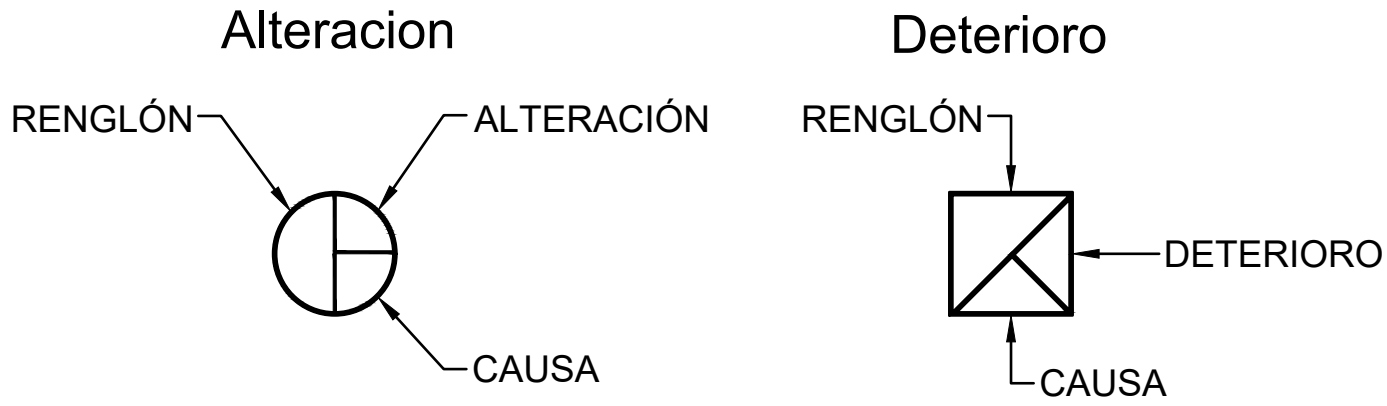 Alteracion
Deterioro
RENGLÓN
ALTERACIÓN
RENGLÓN
DETERIORO
CAUSA
CAUSA